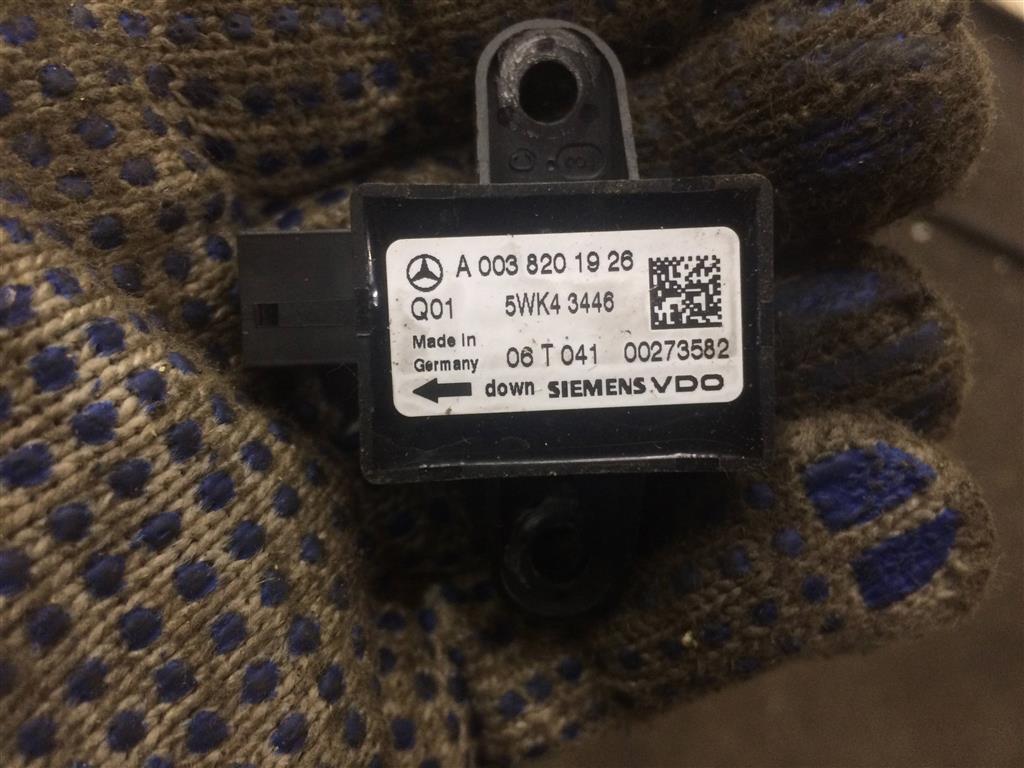 A 003 820 19 26
Q01 5WK4 3446
Made in
Germany 06 T 041 00273582
down SIEMENS VDO